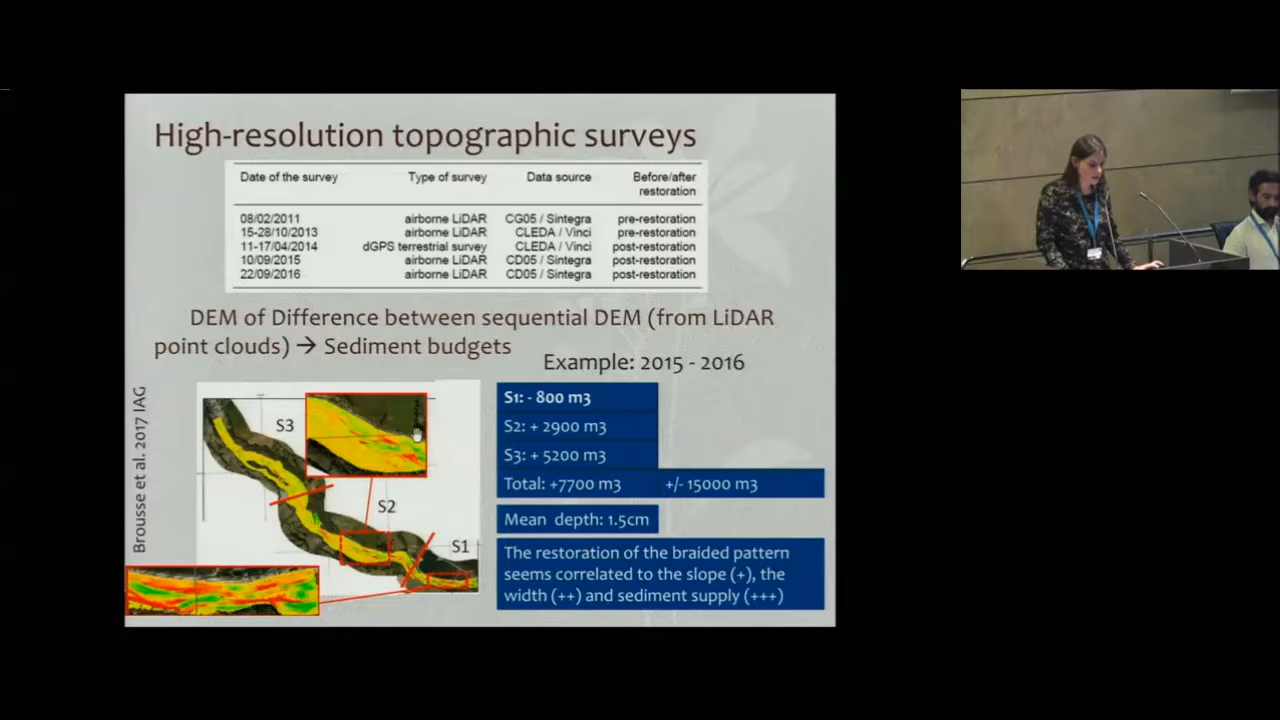 High-resolution topographic surveys
Date of the survey Type of survey Data source Before/after restoration
08/02/2011 airborne LiDAR CG05 / Sintegra pre-restoration
15-28/10/2013 airborne LiDAR CLEDA / Vinci pre-restoration
11-17/04/2014 dGPS terrestrial survey CLEDA / Vinci post-restoration
10/09/2015 airborne LiDAR CD05 / Sintegra post-restoration
22/09/2016 airborne LiDAR CD05 / Sintegra post-restoration
DEM of Difference between sequential DEM (from LiDAR
point clouds) → Sediment budgets
Example: 2015 - 2016
Brousse et al. 2017 IAG
S3
S2
S1
S1: - 800 m3
S2: + 2900 m3
S3: + 5200 m3
Total: +7700 m3 +/- 15000 m3
Mean depth: 1.5cm
The restoration of the braided pattern
seems correlated to the slope (+), the
width (++) and sediment supply (+++)